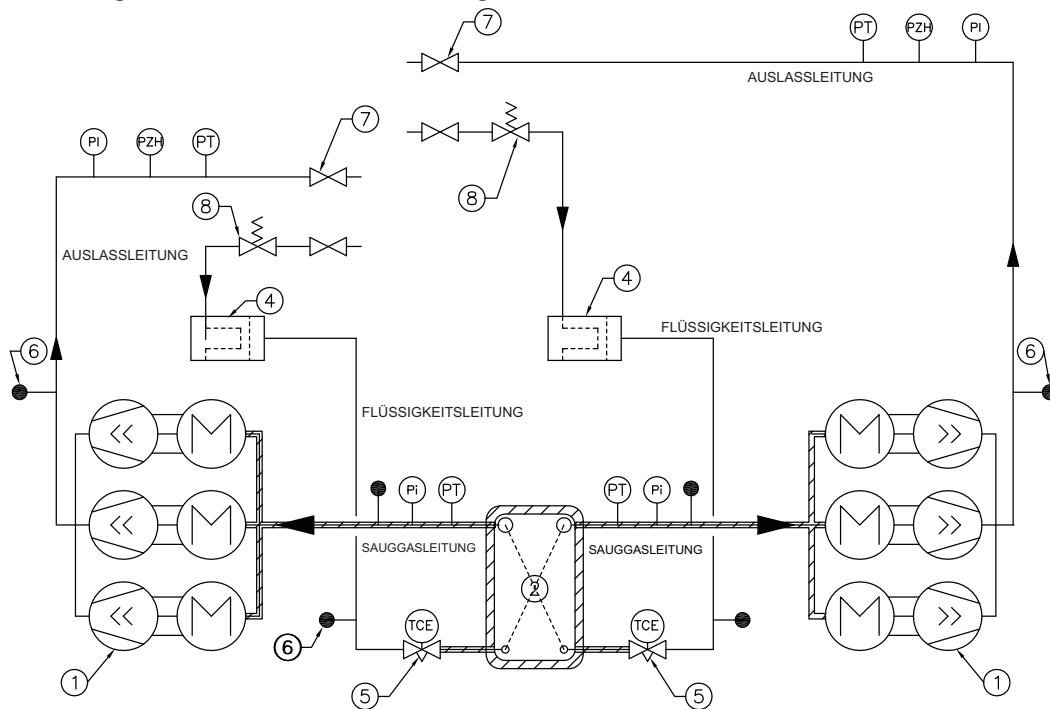 7
PT
PZH
PI
AUSLASSLEITUNG
PI
PZH
PT
7
8
8
AUSLASSLEITUNG
4
4
FLÜSSIGKEITSLEITUNG
6
6
FLÜSSIGKEITSLEITUNG
M
M
Pi
PT
PT
Pi
M
M
SAUGGASLEITUNG
SAUGGASLEITUNG
2
M
M
TCE
TCE
6
1
5
5
1